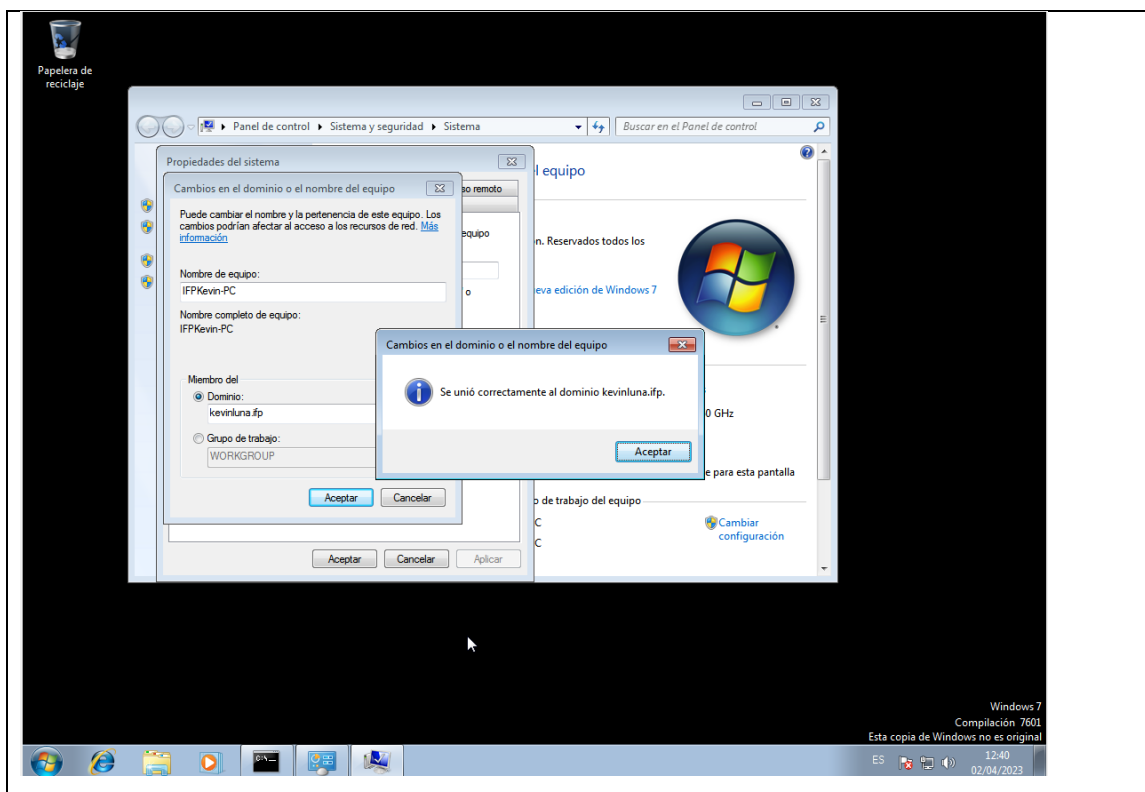 Papelera de
reciclaje
Panel de control
Sistema y seguridad
Sistema
Buscar en el Panel de control
Propiedades del sistema
l equipo
Cambios en el dominio o el nombre del equipo
so remoto
Puede cambiar el nombre y la pertenencia de este equipo. Los
cambios podrían afectar al acceso a los recursos de red. Más
información
equipo
n. Reservados todos los
Nombre de equipo:
IFPKevin-PC
o
eva edición de Windows 7
Nombre completo de equipo:
IFPKevin-PC
Cambios en el dominio o el nombre del equipo
Se unió correctamente al dominio kevinluna.ifp.
Aceptar
Miembro del
Dominio:
kevinluna.ifp
Grupo de trabajo:
WORKGROUP
0 GHz
e para esta pantalla
Aceptar
Cancelar
o de trabajo del equipo
C
Cambiar
configuración
C
Aceptar
Cancelar
Aplicar
Windows 7
Compilación 7601
Esta copia de Windows no es original
C:\_
ES
12:40
02/04/2023